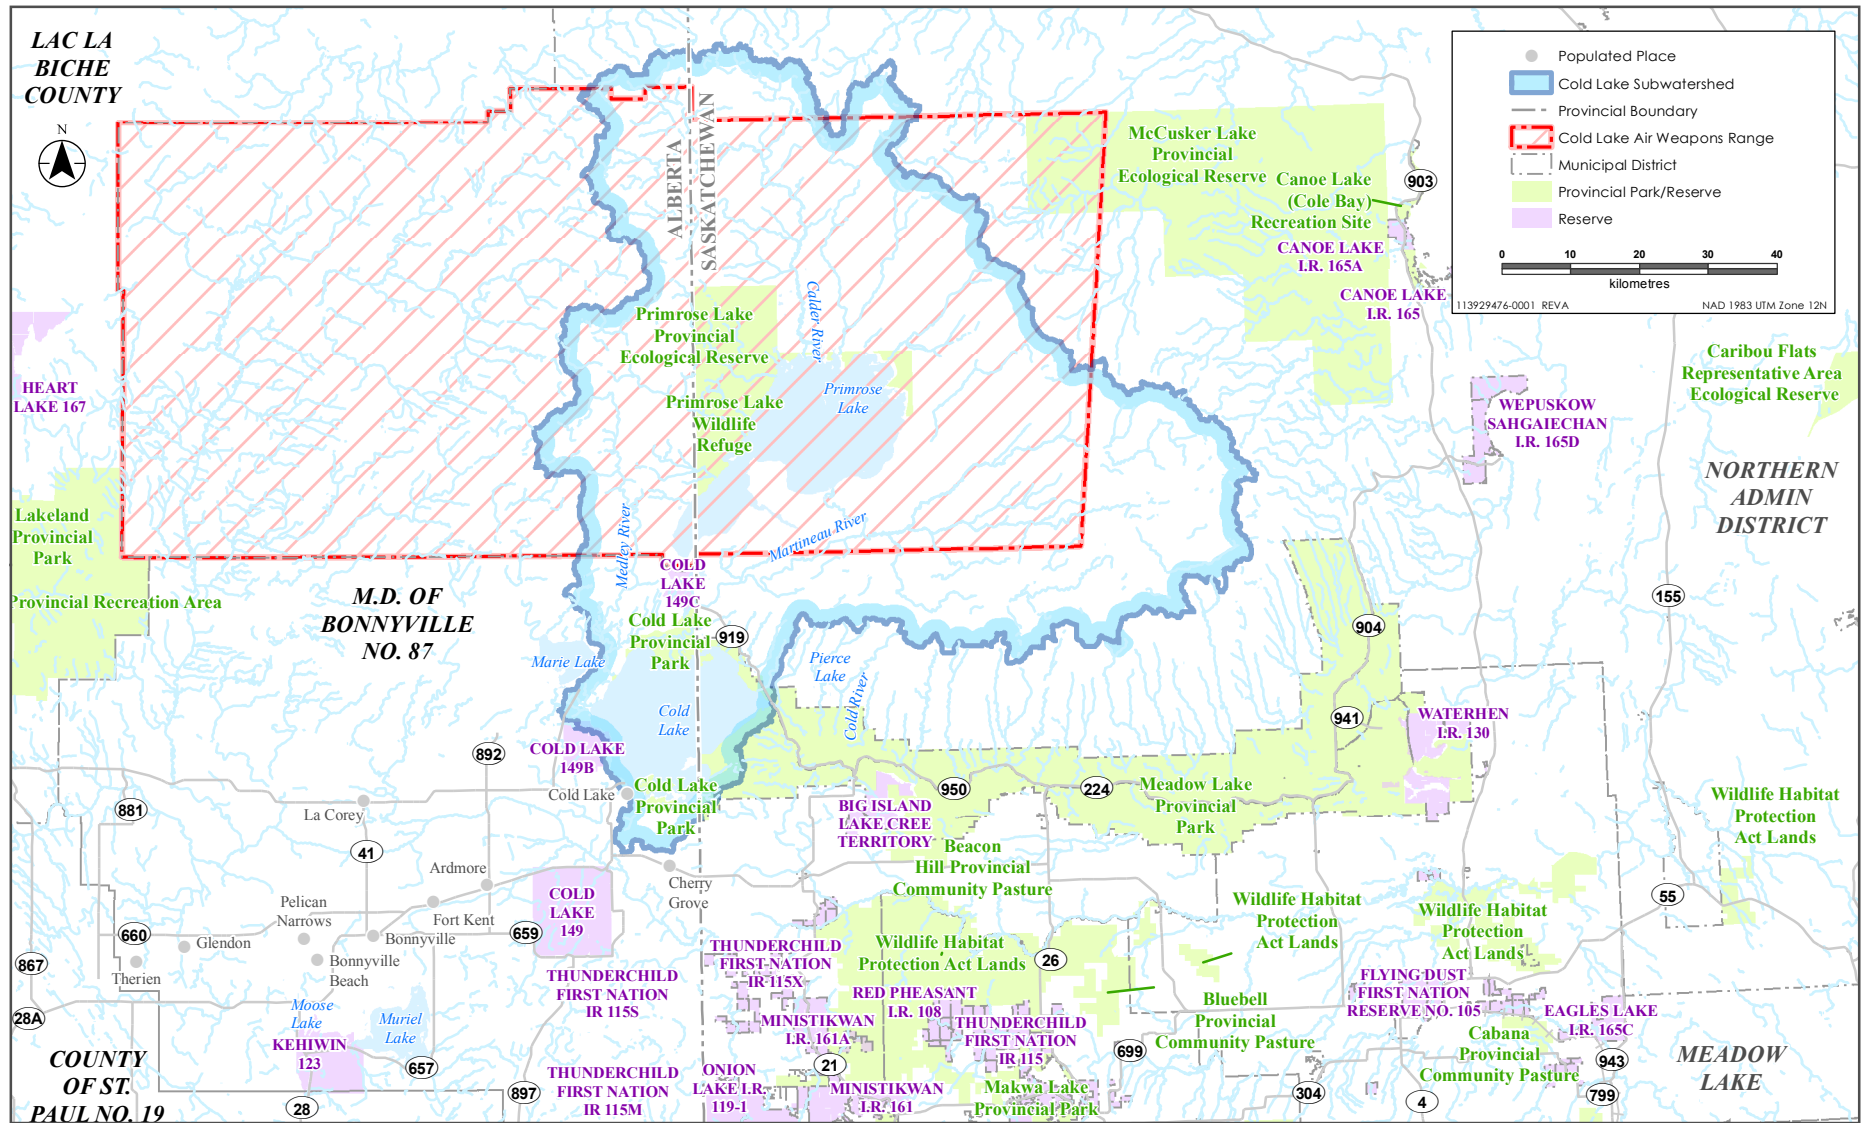 LAC LA
BICHE
COUNTY
N
Populated Place
Cold Lake Subwatershed
Provincial Boundary
Cold Lake Air Weapons Range
Municipal District
Provincial Park/Reserve
Reserve
0 10 20 30 40
kilometres
113929476-0001 REVA
NAD 1983 UTM Zone 12N
ALBERTA
SASKATCHEWAN
McCusker Lake
Provincial
Ecological Reserve
Canoe Lake
(Cole Bay)
Recreation Site
903
CANOE LAKE
I.R. 165A
CANOE LAKE
I.R. 165
Primrose Lake
Provincial
Ecological Reserve
Calder River
Primrose
Lake
Primrose Lake
Wildlife
Refuge
HEART
LAKE 167
Caribou Flats
Representative Area
Ecological Reserve
WEPUSKOW
SAHGAIECHAN
I.R. 165D
NORTHERN
ADMIN
DISTRICT
Lakeland
Provincial
Park
Provincial Recreation Area
Medley River
Martineau River
COLD
LAKE
149C
M.D. OF
BONNYVILLE
NO. 87
Cold Lake
Provincial
Park
919
155
904
Marie Lake
Pierce
Lake
Cold River
Cold
Lake
941
WATERHEN
I.R. 130
892
COLD LAKE
149B
Cold Lake
Cold Lake
Provincial
Park
950
224
Meadow Lake
Provincial
Park
Wildlife Habitat
Protection
Act Lands
881
La Corey
BIG ISLAND
LAKE CREE
TERRITORY
41
Beacon
Hill Provincial
Community Pasture
Ardmore
Cherry
Grove
COLD
LAKE
149
55
Pelican
Narrows
Fort Kent
Wildlife Habitat
Protection
Act Lands
Wildlife Habitat
Protection
Act Lands
660
Glendon
Bonnyville
659
THUNDERCHILD
FIRST NATION
IR 115X
Wildlife Habitat
Protection Act Lands
26
867
Therien
Bonnyville
Beach
THUNDERCHILD
FIRST NATION
IR 115S
RED PHEASANT
I.R. 108
FLYING DUST
FIRST NATION
RESERVE NO. 105
28A
Moose
Lake
Muriel
Lake
MINISTIKWAN
I.R. 161A
THUNDERCHILD
FIRST NATION
IR 115
Bluebell
Provincial
Community Pasture
EAGLES LAKE
I.R. 165C
Cabana
Provincial
Community Pasture
KEHIWIN
123
COUNTY
OF ST.
PAUL NO. 19
657
21
699
943
MEADOW
LAKE
THUNDERCHILD
FIRST NATION
IR 115M
ONION
LAKE I.R.
119-1
MINISTIKWAN
I.R. 161
Makwa Lake
Provincial Park
28
897
304
4
799